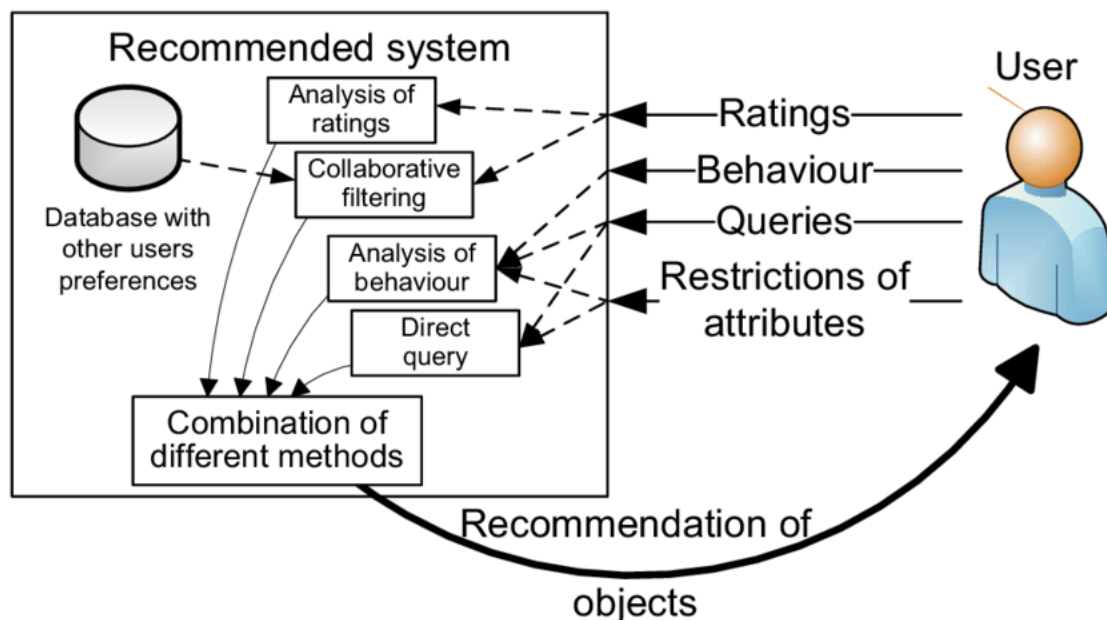 Recommended system
User
Analysis of
ratings
Ratings
Collaborative
filtering
Behaviour
Database with
other users
preferences
Queries
Analysis of
behaviour
Restrictions of
attributes
Direct
query
Combination of
different methods
Recommendation of
objects